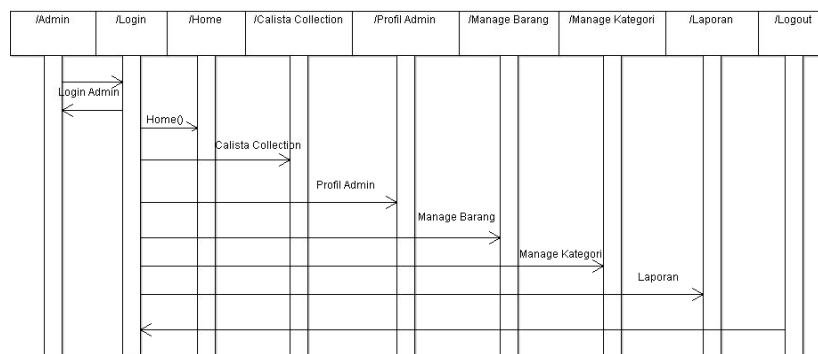 /Admin
/Login
/Home
/Calista Collection
/Profil Admin
/Manage Barang
/Manage Kategori
/Laporan
/Logout
Login Admin
Home()
Calista Collection
Profil Admin
Manage Barang
Manage Kategori
Laporan